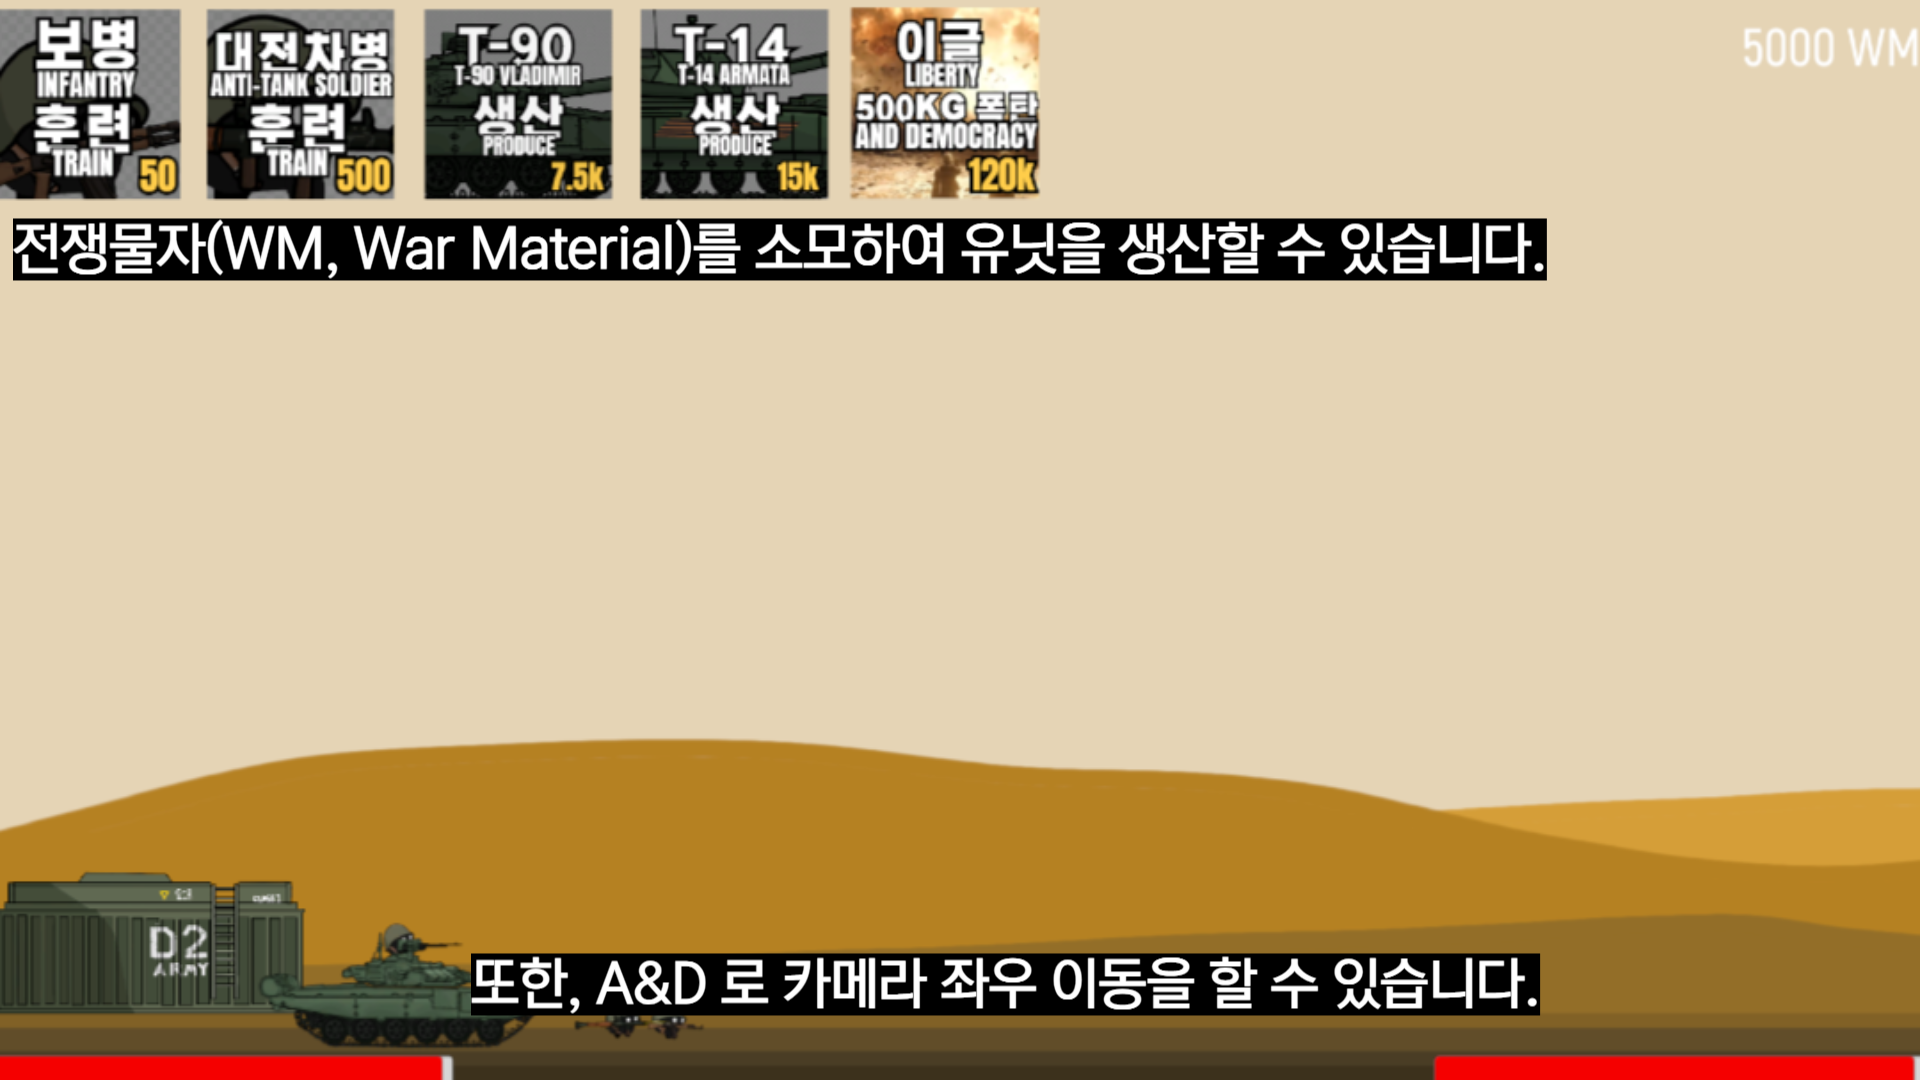 보병
INFANTRY
훈련
TRAIN
50
대전차병
ANTI-TANK SOLDIER
훈련
TRAIN
500
T-90
T-90 VLADIMIR
생산
PRODUCE
7.5k
T-14
T-14 ARMATA
생산
PRODUCE
15k
이글
LIBERTY
500KG 폭탄
AND DEMOCRACY
120k
5000 WM
전쟁물자(WM, War Material)를 소모하여 유닛을 생산할 수 있습니다.
D2
ARMY
또한, A&D 로 카메라 좌우 이동을 할 수 있습니다.